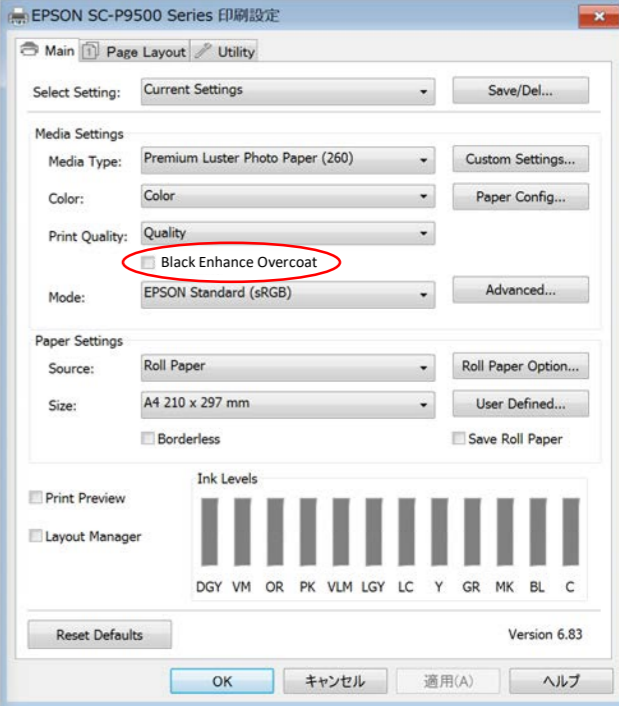 EPSON SC-P9500 Series 印刷設定
Main Page Layout Utility
Select Setting: Current Settings Save/Del...
Media Settings
Media Type: Premium Luster Photo Paper (260) Custom Settings...
Color: Color Paper Config...
Print Quality: Quality
Black Enhance Overcoat
Mode: EPSON Standard (sRGB) Advanced...
Paper Settings
Source: Roll Paper Roll Paper Option...
Size: A4 210 x 297 mm User Defined...
Borderless Save Roll Paper
Ink Levels
Print Preview
Layout Manager
DGY VM OR PK VLM LGY LC Y GR MK BL C
Reset Defaults Version 6.83
OK キャンセル 適用(A) ヘルプ